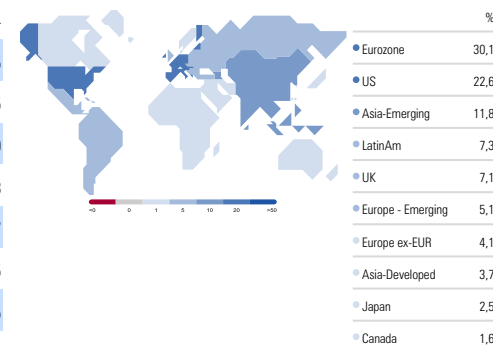 %
Eurozone 30,1
US 22,6
Asia-Emerging 11,8
LatinAm 7,3
UK 7,1
Europe - Emerging 5,1
Europe ex-EUR 4,1
Asia-Developed 3,7
Japan 2,5
Canada 1,6
<0 0 1 5 10 20 >50